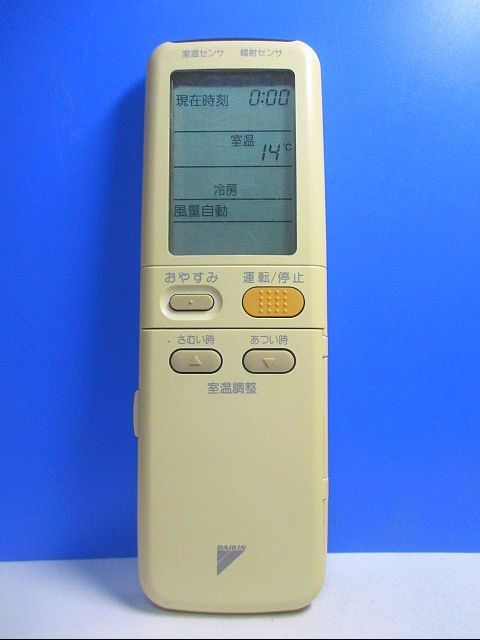 室温センサ 輻射センサ
現在時刻 0:00
室温 14℃
冷房
風量自動
おやすみ 運転/停止
さむい時 あつい時
室温調整
DAIKIN